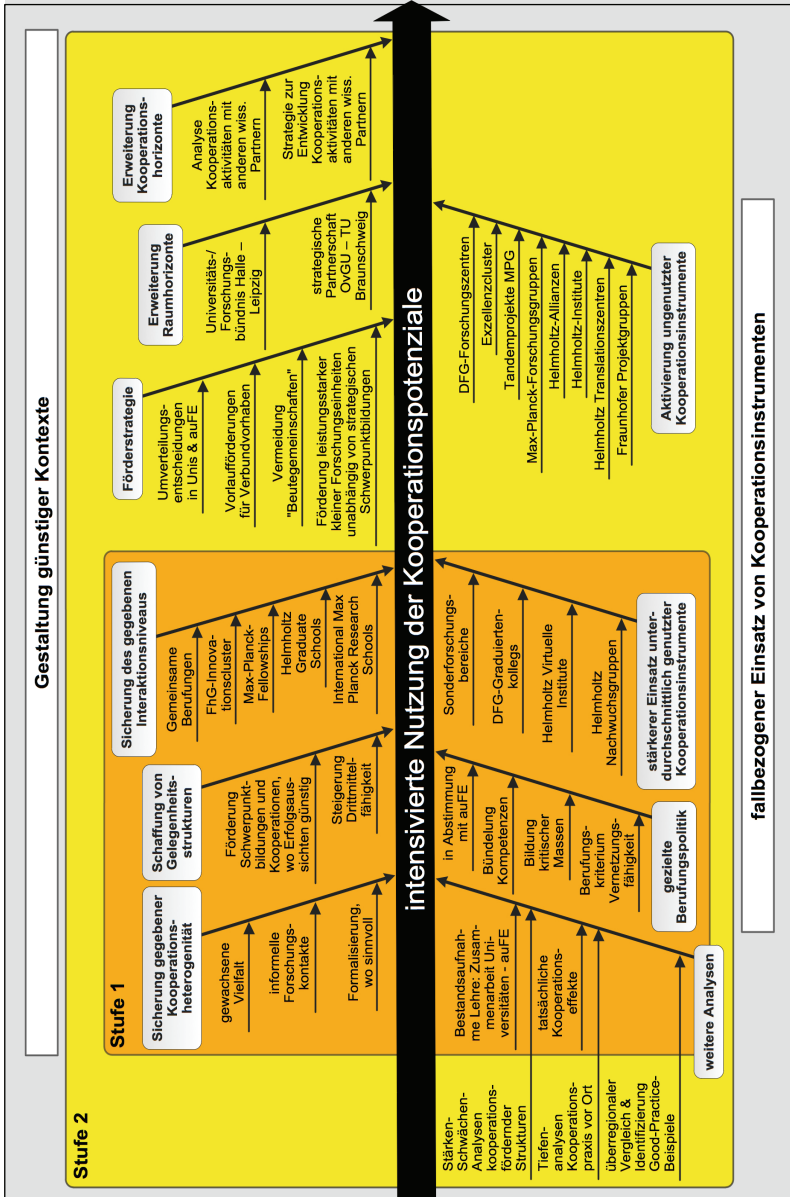 Gestaltung günstiger Kontexte
Stufe 2
Stufe 1
Sicherung gegebener
Kooperations-
heterogenität
gewachsene
Vielfalt
informelle
Forschungs-
kontakte
Formalisierung,
wo sinnvoll
Schaffung von
Gelegenheits-
strukturen
Förderung
Schwerpunkt-
bildungen und
Kooperationen,
wo Erfolgsaus-
sichten günstig
Steigerung
Drittmittel-
fähigkeit
Sicherung des gegebenen
Interaktionsniveaus
Gemeinsame
Berufungen
FhG-Innova-
tionscluster
Max-Planck-
Fellowships
Helmholtz
Graduate
Schools
International Max
Planck Research
Schools
Förderstrategie
Umverteilungs-
entscheidungen
in Unis & auFE
Vorlaufförderungen
für Verbundvorhaben
Vermeidung
"Beutegemeinschaften"
Förderung leistungsstarker
kleiner Forschungseinheiten
unabhängig von strategischen
Schwerpunktbildungen
Erweiterung
Raumhorizonte
Universitäts-/
Forschungs-
bündnis Halle –
Leipzig
strategische
Partnerschaft
OvGU – TU
Braunschweig
Erweiterung
Kooperations-
horizonte
Analyse
Kooperations-
aktivitäten mit
anderen wiss.
Partnern
Strategie zur
Entwicklung
Kooperations-
aktivitäten mit
anderen wiss.
Partnern
intensivierte Nutzung der Kooperationspotenziale
Stärken-
Schwächen-
Analysen
kooperations-
fördernder
Strukturen
Tiefen-
analysen
Kooperations-
praxis vor Ort
überregionaler
Vergleich &
Identifizierung
Good-Practice-
Beispiele
Bestandsaufnah-
me Lehre: Zusam-
menarbeit Uni-
versitäten - auFE
tatsächliche
Kooperations-
effekte
weitere Analysen
in Abstimmung
mit auFE
Bündelung
Kompetenzen
Bildung
kritischer
Massen
Berufungs-
kriterium
Vernetzungs-
fähigkeit
gezielte
Berufungspolitik
Sonderforschungs-
bereiche
DFG-Graduierten-
kollegs
Helmholtz Virtuelle
Institute
Helmholtz
Nachwuchsgruppen
stärkerer Einsatz unter-
durchschnittlich genutzter
Kooperationsinstrumente
DFG-Forschungszentren
Exzellenzcluster
Tandemprojekte MPG
Max-Planck-Forschungsgruppen
Helmholtz-Allianzen
Helmholtz-Institute
Helmholtz Translationszentren
Fraunhofer Projektgruppen
Aktivierung ungenutzter
Kooperationsinstrumente
fallbezogener Einsatz von Kooperationsinstrumenten